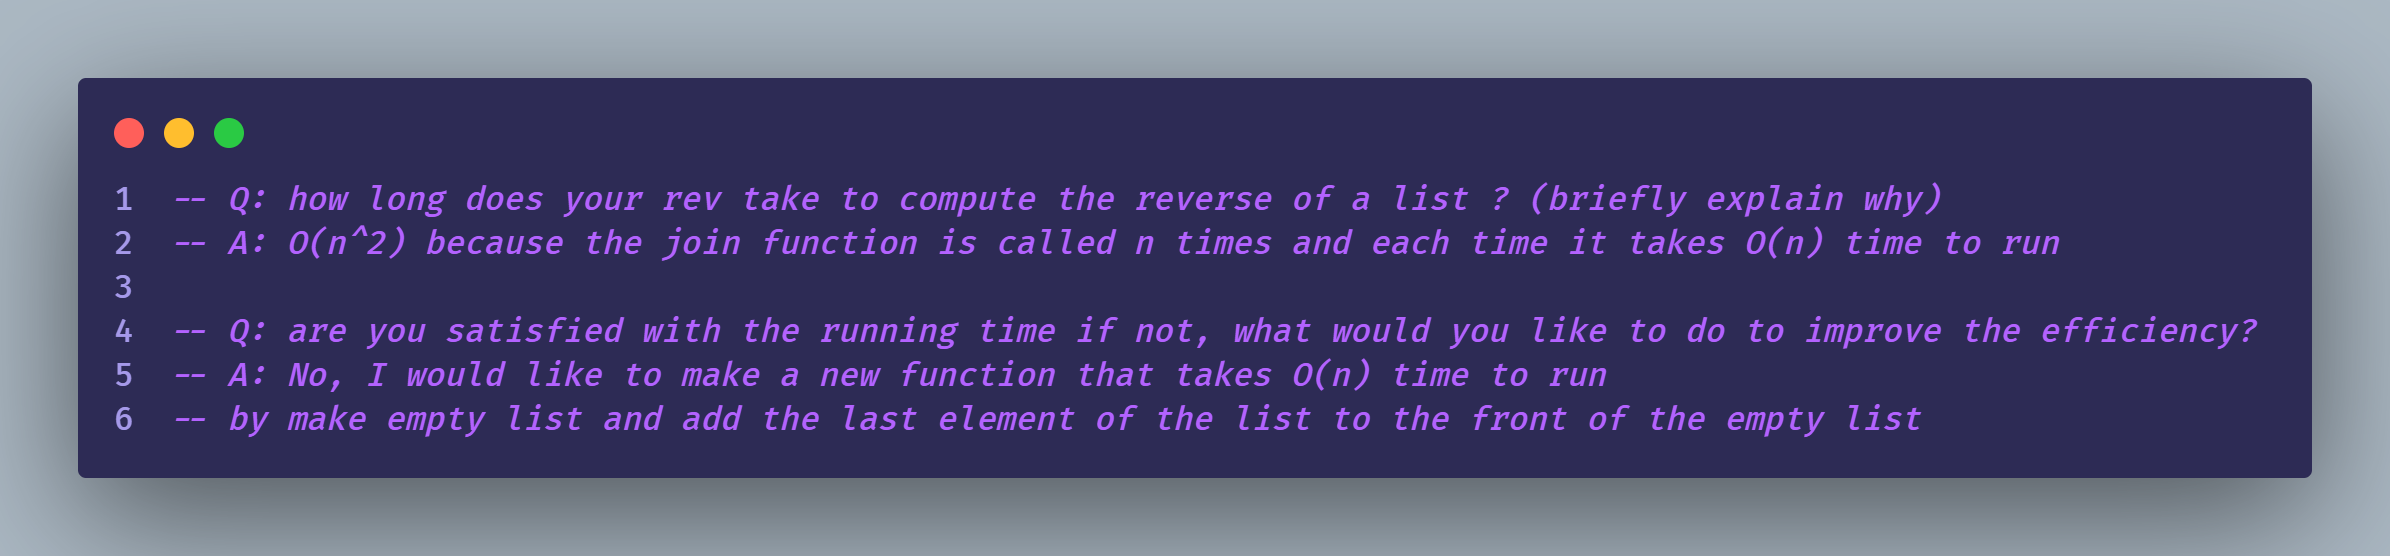 1 -- Q: how long does your rev take to compute the reverse of a list ? (briefly explain why)
2 -- A: O(n^2) because the join function is called n times and each time it takes O(n) time to run
3
4 -- Q: are you satisfied with the running time if not, what would you like to do to improve the efficiency?
5 -- A: No, I would like to make a new function that takes O(n) time to run
6 -- by make empty list and add the last element of the list to the front of the empty list